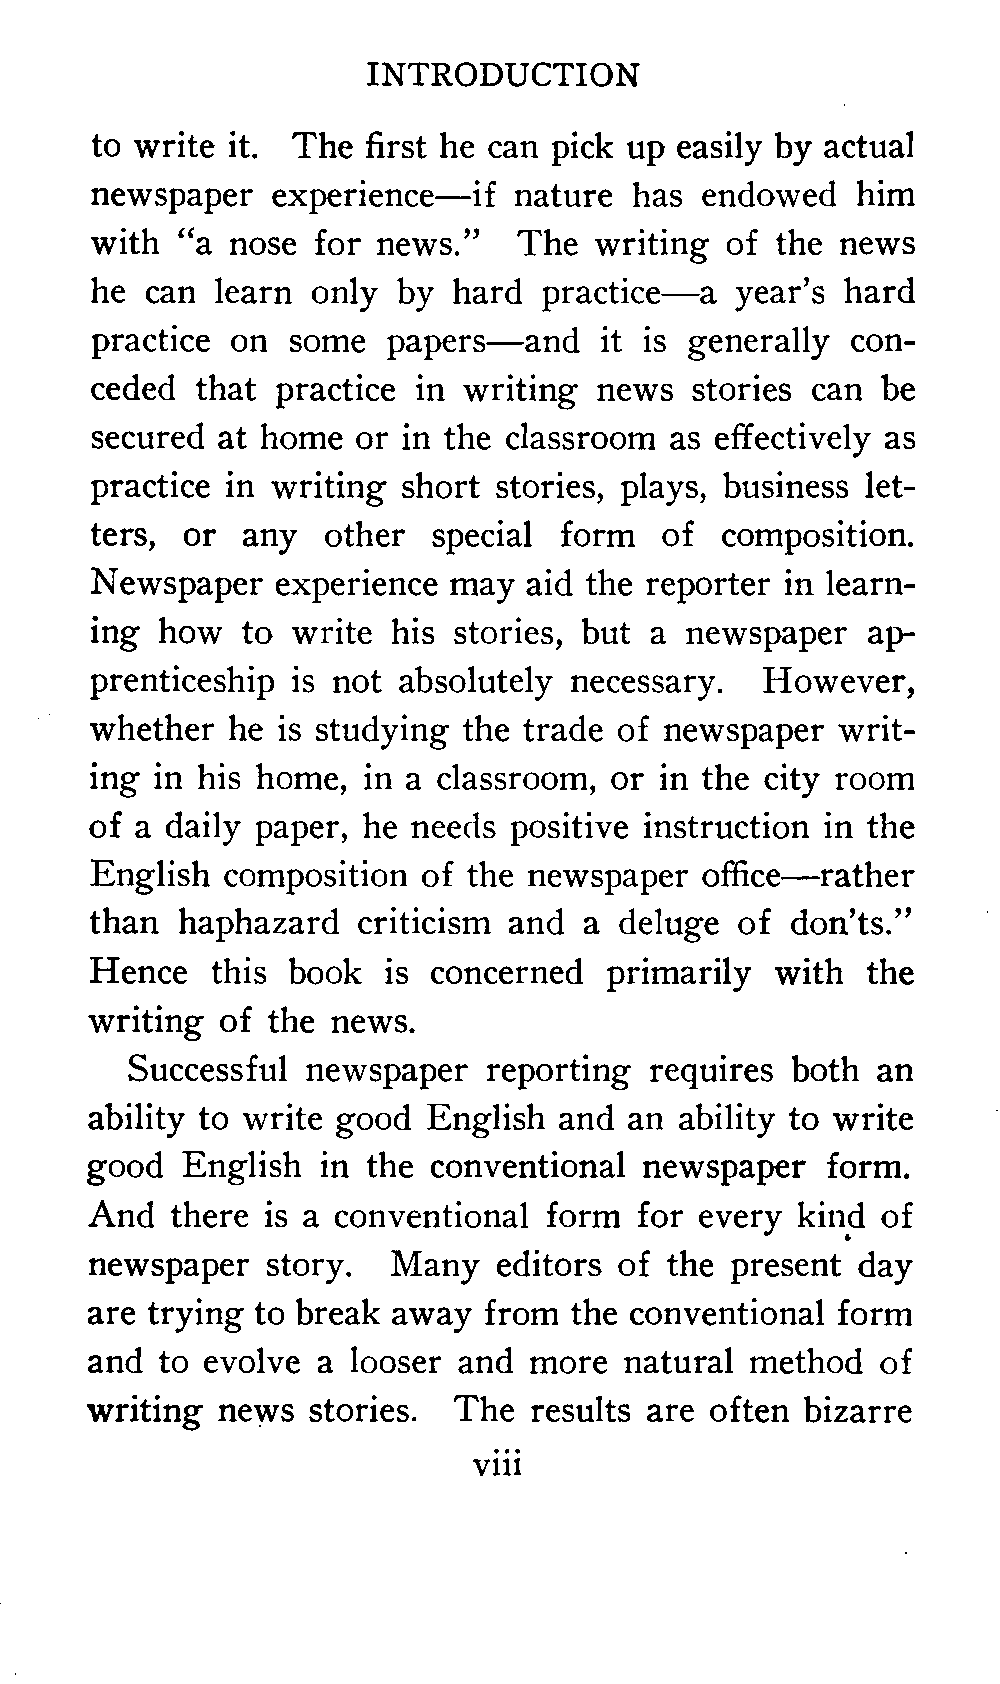 INTRODUCTION
to write it. The first he can pick up easily by actual
newspaper experience—if nature has endowed him
with “a nose for news.” The writing of the news
he can learn only by hard practice—a year’s hard
practice on some papers—and it is generally con-
ceded that practice in writing news stories can be
secured at home or in the classroom as effectively as
practice in writing short stories, plays, business let-
ters, or any other special form of composition.
Newspaper experience may aid the reporter in learn-
ing how to write his stories, but a newspaper ap-
prenticeship is not absolutely necessary. However,
whether he is studying the trade of newspaper writ-
ing in his home, in a classroom, or in the city room
of a daily paper, he needs positive instruction in the
English composition of the newspaper office—rather
than haphazard criticism and a deluge of don’ts.”
Hence this book is concerned primarily with the
writing of the news.
Successful newspaper reporting requires both an
ability to write good English and an ability to write
good English in the conventional newspaper form.
And there is a conventional form for every kind of
newspaper story. Many editors of the present day
are trying to break away from the conventional form
and to evolve a looser and more natural method of
writing news stories. The results are often bizarre
viii